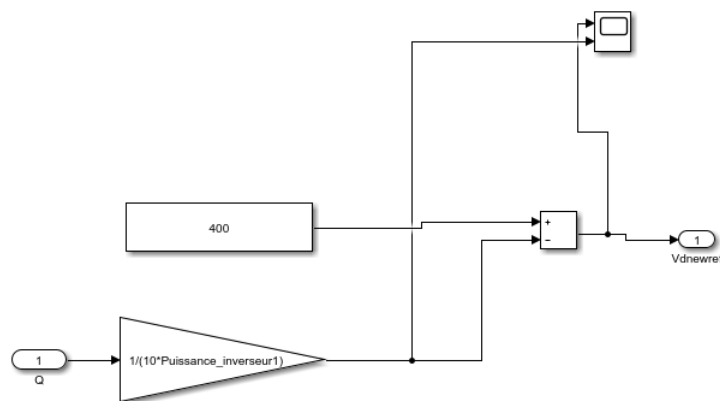 400
+
−
1
Vdnewref
1/(10*Puissance_inverseur1)
1
Q